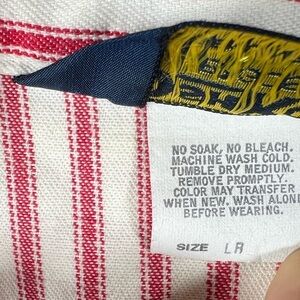 NO SOAK, NO BLEACH.
MACHINE WASH COLD.
TUMBLE DRY MEDIUM.
REMOVE PROMPTLY.
COLOR MAY TRANSFER
WHEN NEW. WASH ALONE
BEFORE WEARING.
SIZE LR